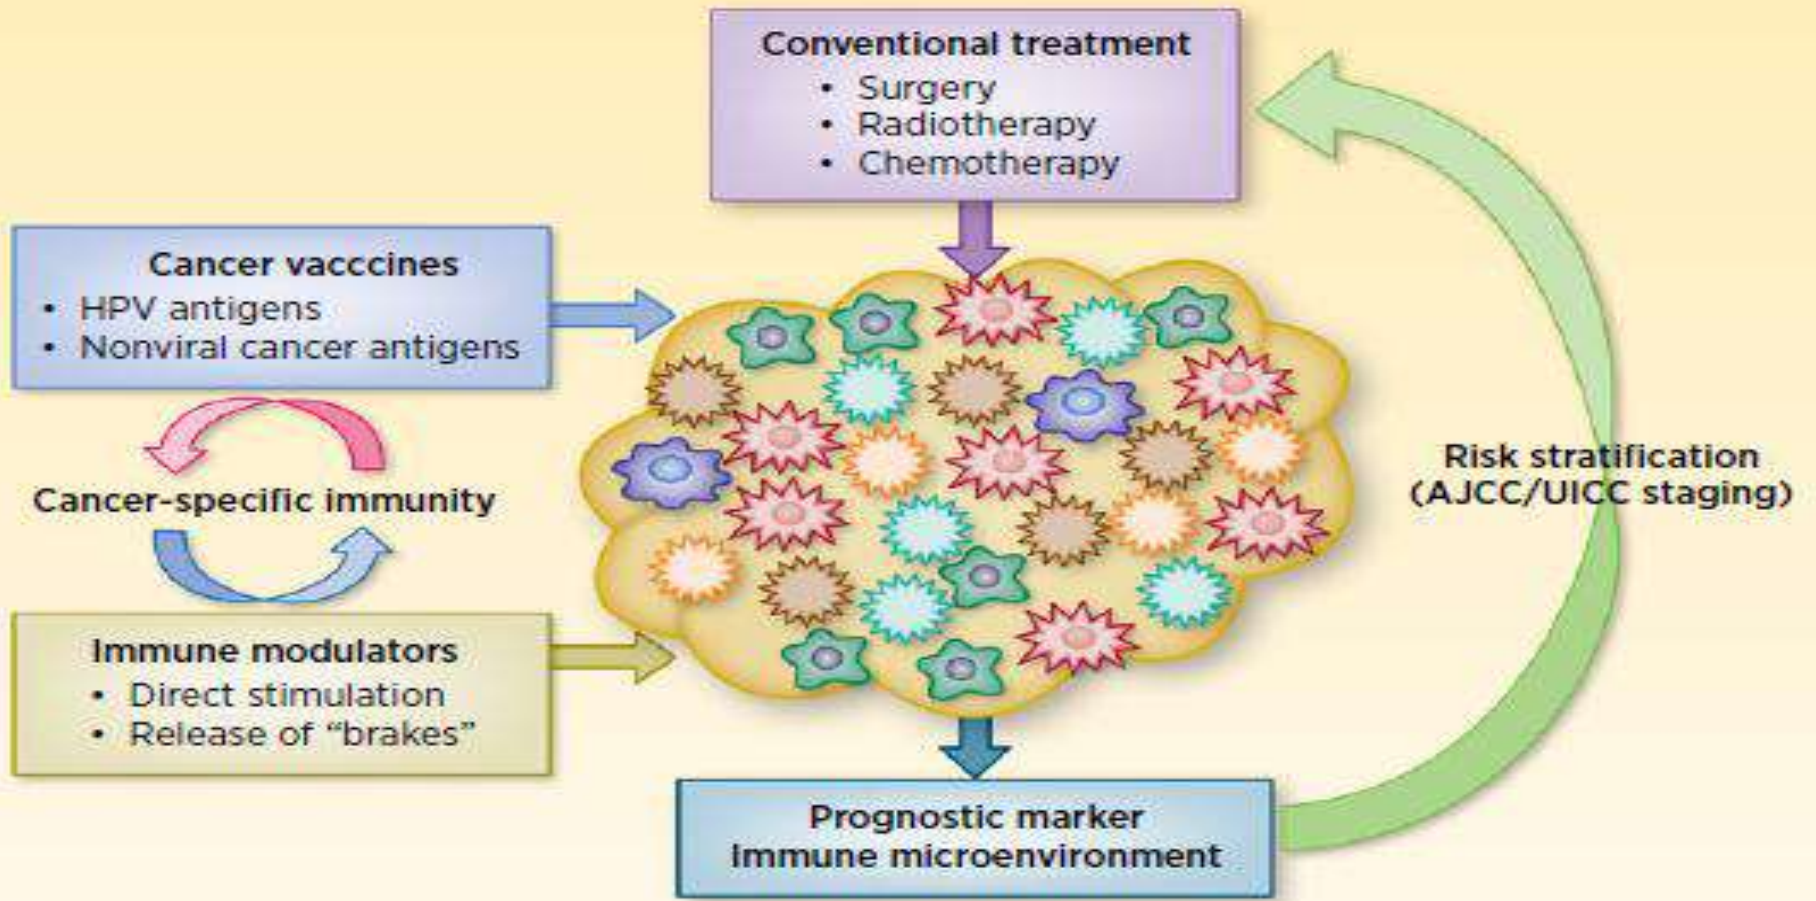 Conventional treatment
• Surgery
• Radiotherapy
• Chemotherapy
Cancer vacccines
• HPV antigens
• Nonviral cancer antigens
Cancer-specific immunity
Immune modulators
• Direct stimulation
• Release of “brakes”
Risk stratification
(AJCC/UICC staging)
Prognostic marker
Immune microenvironment